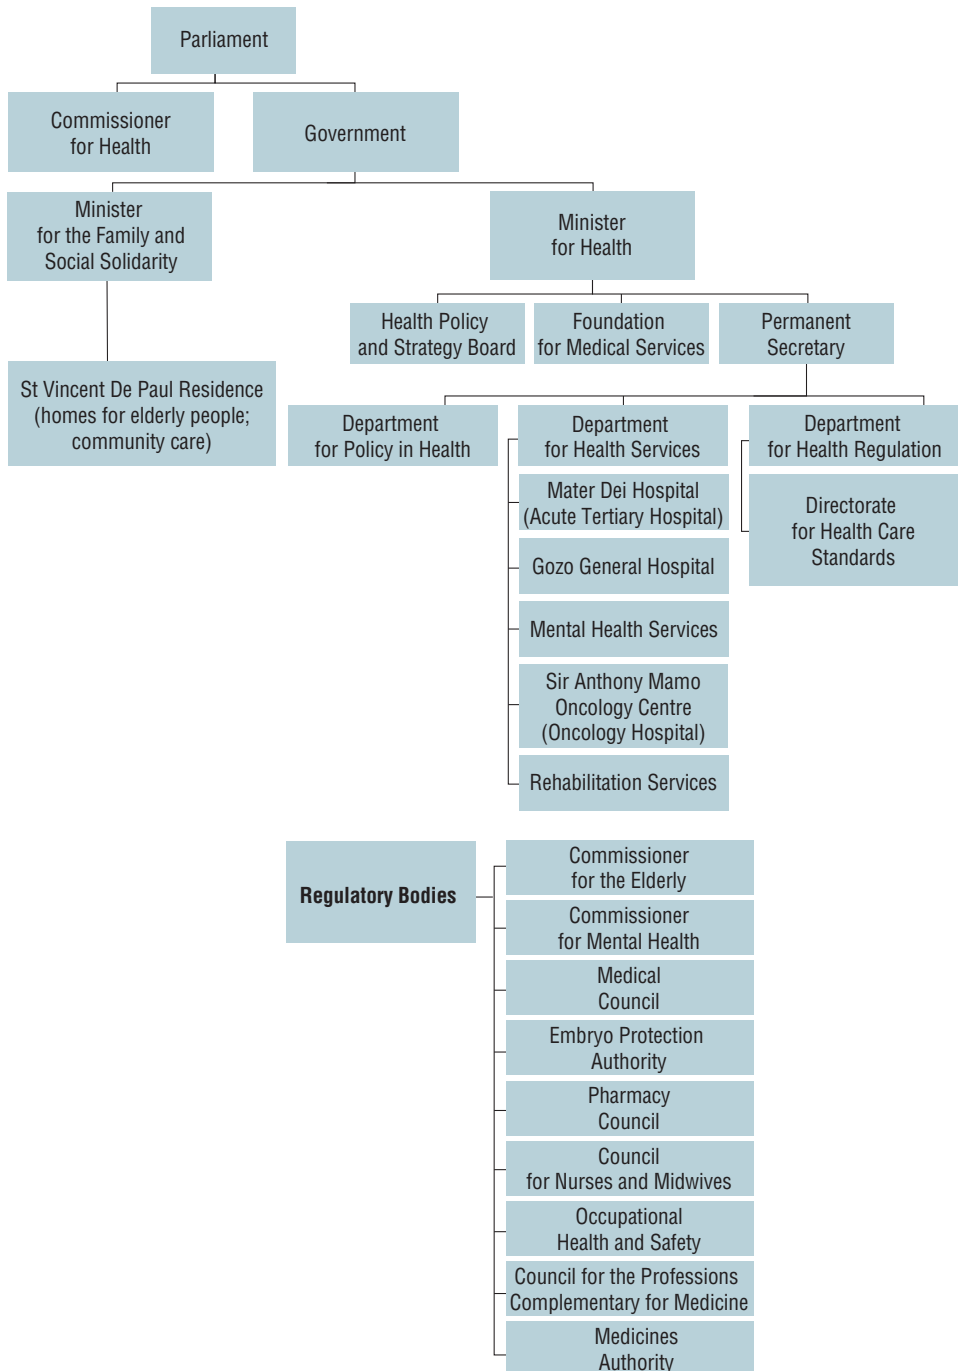 Parliament
Commissioner
for Health
Government
Minister
for the Family and
Social Solidarity
Minister
for Health
Health Policy
and Strategy Board
Foundation
for Medical Services
Permanent
Secretary
St Vincent De Paul Residence
(homes for elderly people;
community care)
Department
for Policy in Health
Department
for Health Services
Department
for Health Regulation
Mater Dei Hospital
(Acute Tertiary Hospital)
Directorate
for Health Care
Standards
Gozo General Hospital
Mental Health Services
Sir Anthony Mamo
Oncology Centre
(Oncology Hospital)
Rehabilitation Services
Regulatory Bodies
Commissioner
for the Elderly
Commissioner
for Mental Health
Medical
Council
Embryo Protection
Authority
Pharmacy
Council
Council
for Nurses and Midwives
Occupational
Health and Safety
Council for the Professions
Complementary for Medicine
Medicines
Authority